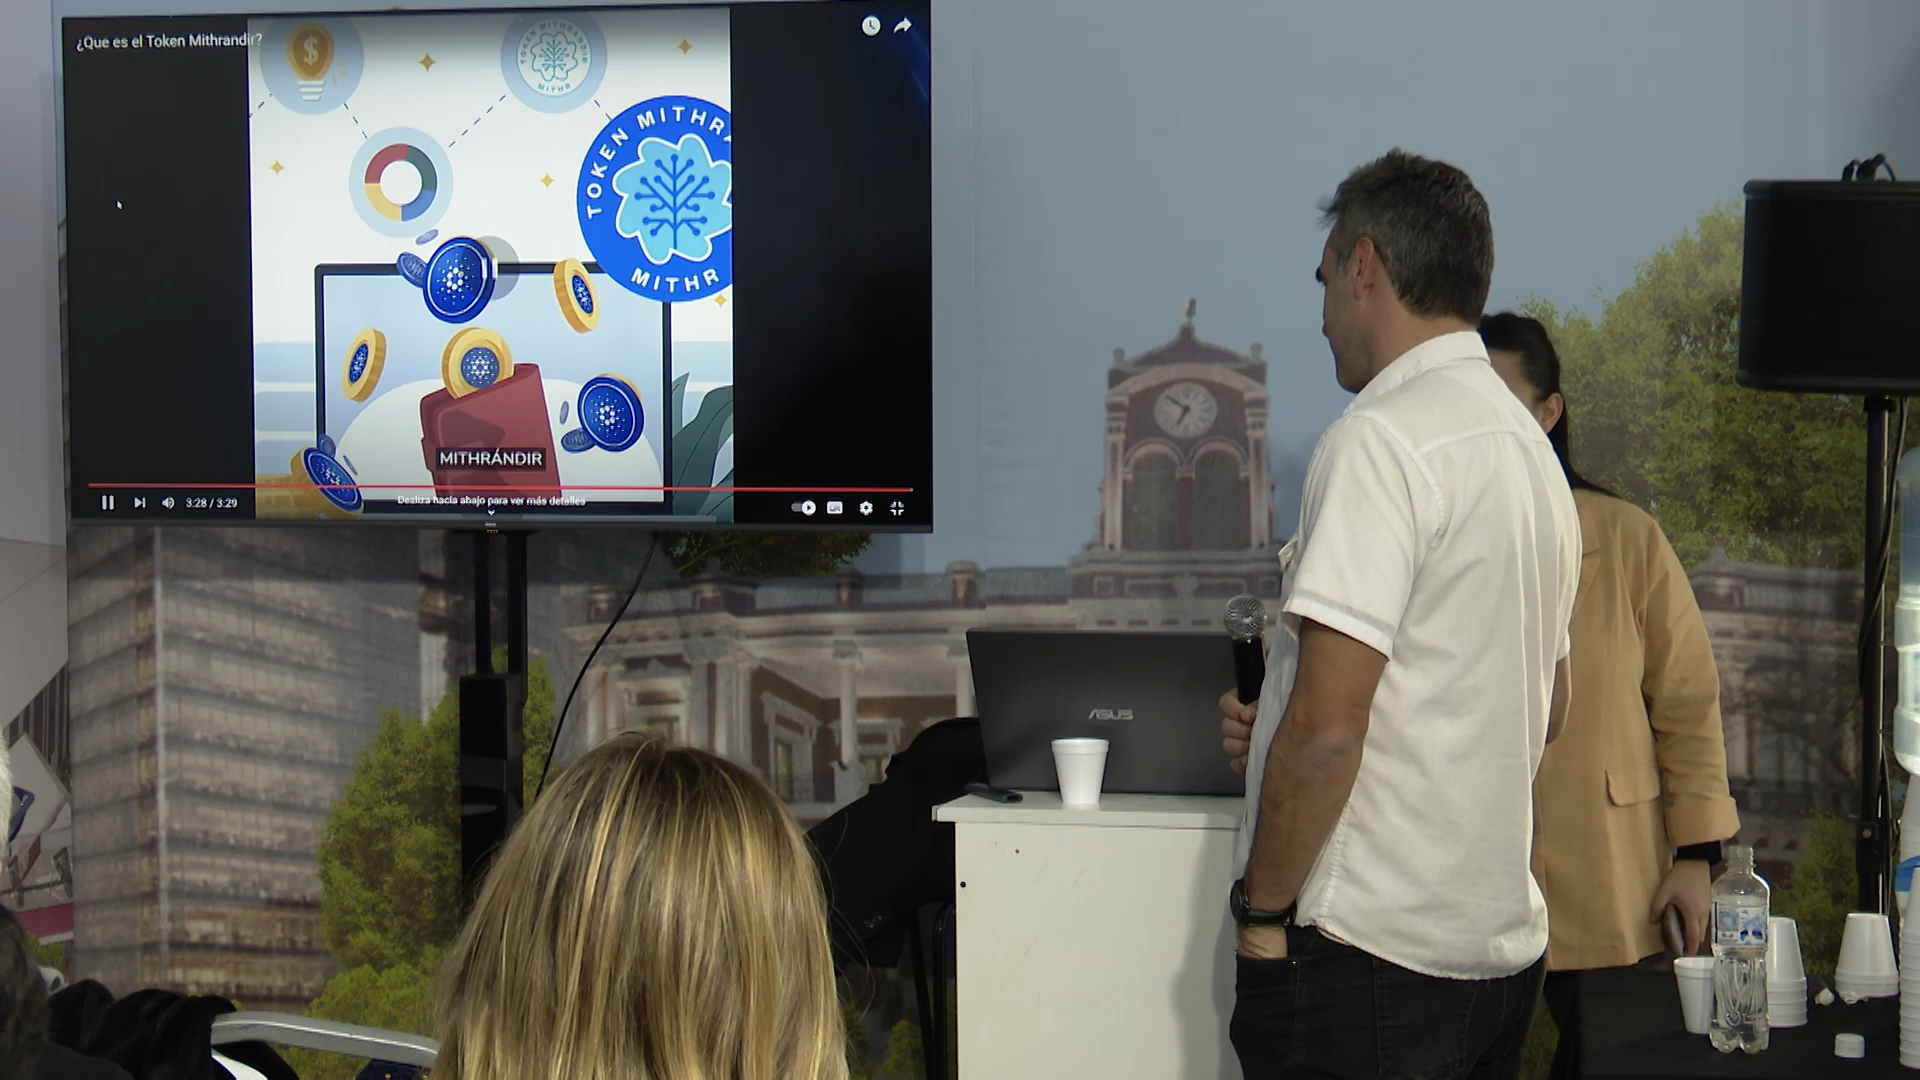 ¿Que es el Token Mithrandir?
TOKEN MITHRANDIR
MITHR
TOKEN MITHRA
MITHR
MITHRÁNDIR
Desliza hacia abajo para ver más detalles
3:28 / 3:29
ASUS